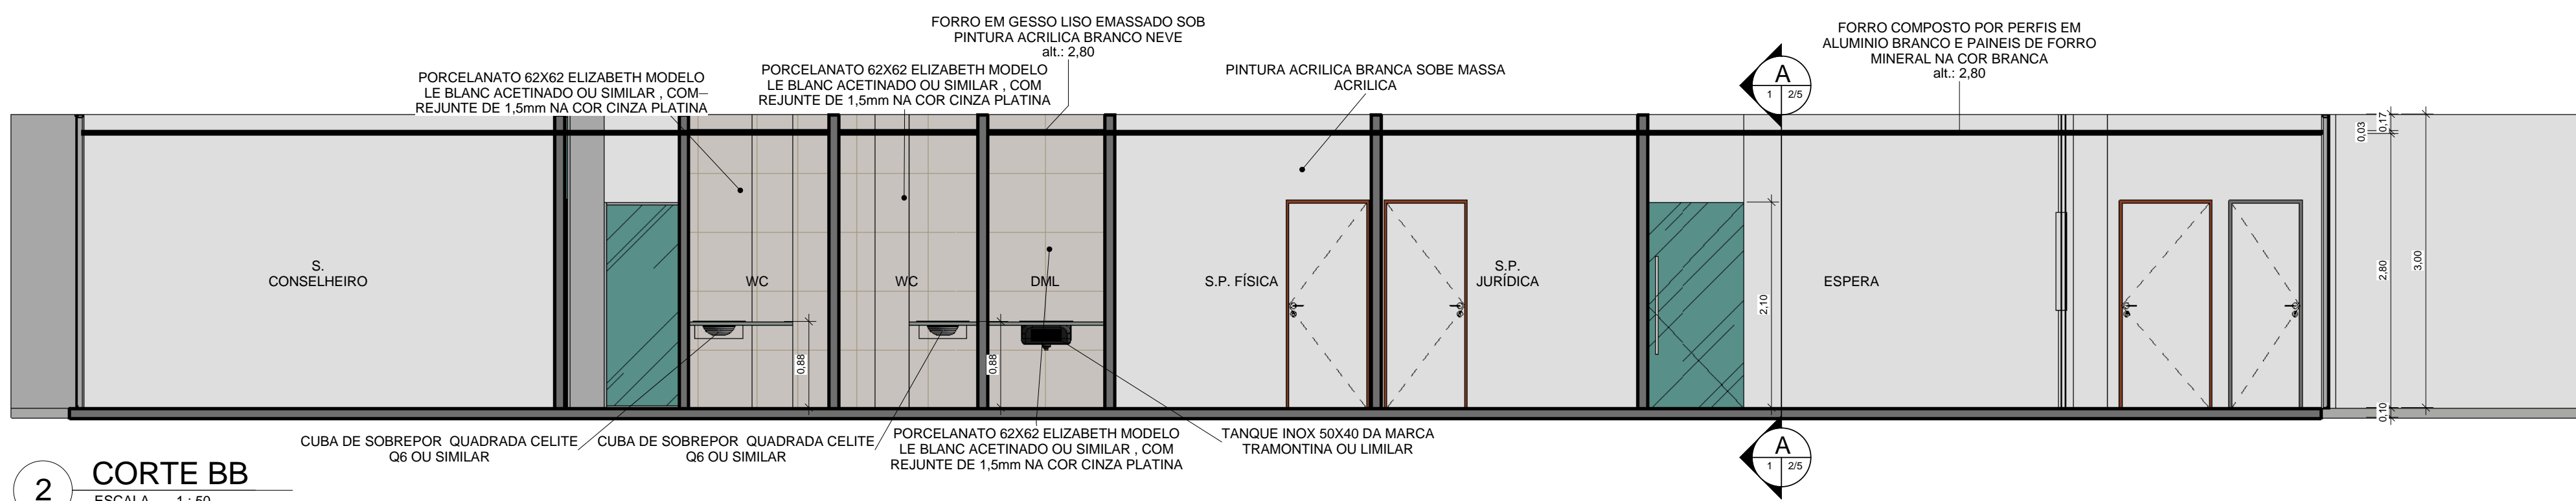 FORRO EM GESSO LISO EMASSADO SOB
PINTURA ACRILICA BRANCO NEVE
alt.: 2,80
FORRO COMPOSTO POR PERFIS EM
ALUMINIO BRANCO E PAINEIS DE FORRO
MINERAL NA COR BRANCA
alt.: 2,80
PORCELANATO 62X62 ELIZABETH MODELO
LE BLANC ACETINADO OU SIMILAR , COM
REJUNTE DE 1,5mm NA COR CINZA PLATINA
PORCELANATO 62X62 ELIZABETH MODELO
LE BLANC ACETINADO OU SIMILAR , COM
REJUNTE DE 1,5mm NA COR CINZA PLATINA
PINTURA ACRILICA BRANCA SOBE MASSA
ACRILICA
A
1 2/5
0,17
0,03
S.
CONSELHEIRO
WC
WC
DML
S.P. FÍSICA
S.P.
JURÍDICA
ESPERA
2,10
2,80
3,00
0,88
0,88
0,10
CUBA DE SOBREPOR QUADRADA CELITE
Q6 OU SIMILAR
CUBA DE SOBREPOR QUADRADA CELITE
Q6 OU SIMILAR
PORCELANATO 62X62 ELIZABETH MODELO
LE BLANC ACETINADO OU SIMILAR , COM
REJUNTE DE 1,5mm NA COR CINZA PLATINA
TANQUE INOX 50X40 DA MARCA
TRAMONTINA OU LIMILAR
A
1 2/5
2
CORTE BB
ESCALA 1 : 50